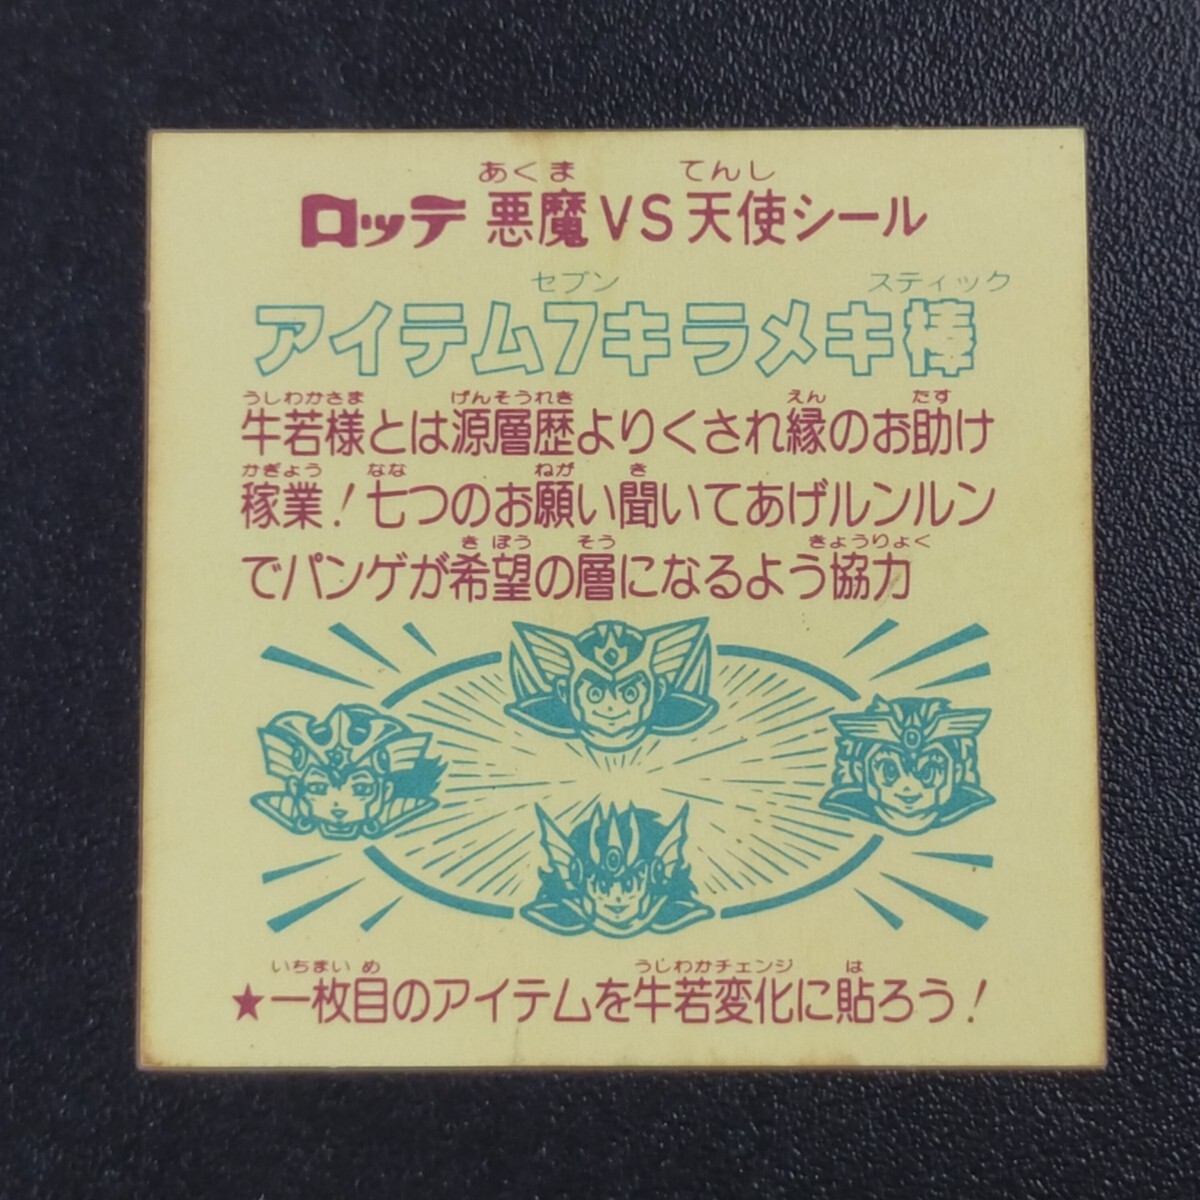 あくま てんし
ロッテ 悪魔VS天使シール
セブン スティック
アイテム7キラメキ棒
うしわかさま げんそうれき えん たす
牛若様とは源層歴よりくされ縁のお助け
かぎょう なな ねが き
稼業！七つのお願い聞いてあげルンルン
きぼう そう きょうりょく
でパンゲが希望の層になるよう協力
いちまいめ うしわかチェンジ は
★一枚目のアイテムを牛若変化に貼ろう！